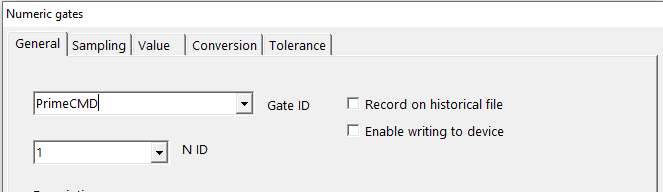 Numeric gates
General Sampling Value Conversion Tolerance
PrimeCMD Gate ID Record on historical file
Enable writing to device
1 N ID